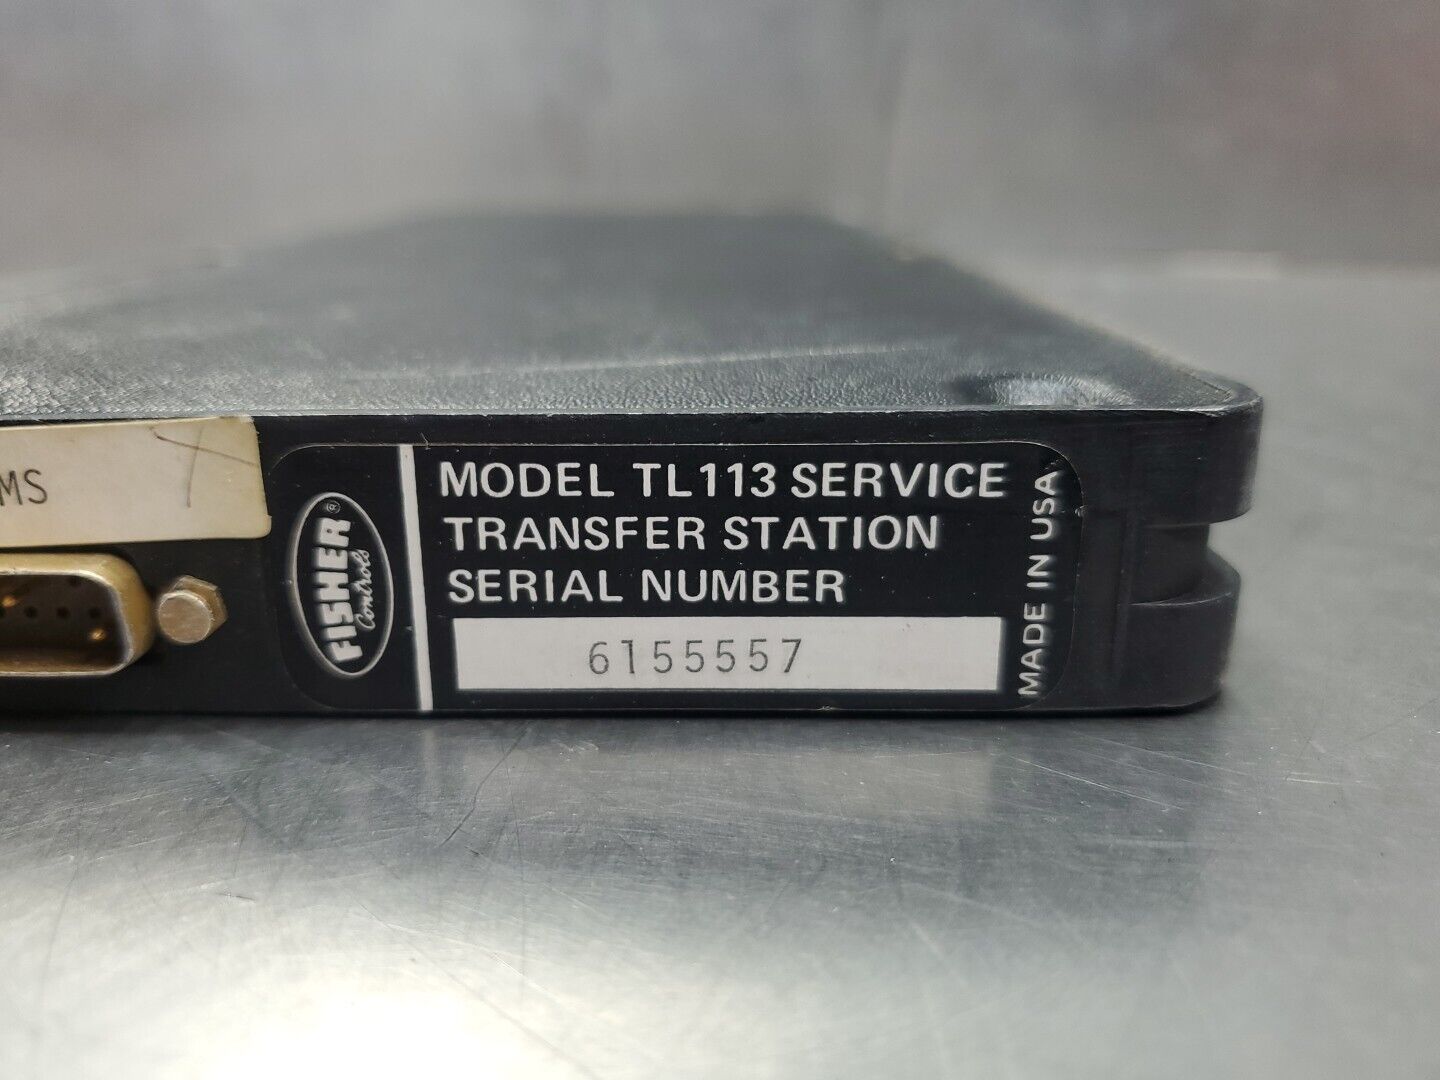 MS
FISHER®
Controls
MODEL TL113 SERVICE
TRANSFER STATION
SERIAL NUMBER
6155557
MADE IN USA